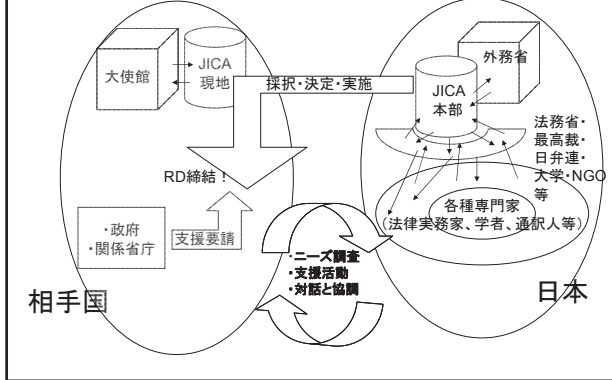 大使館
JICA
現地
外務省
JICA
本部
採択・決定・実施
法務省・
最高裁・
日弁連・
大学・NGO
等
RD締結！
各種専門家
(法律実務家、学者、通訳人等)
・政府
・関係省庁
支援要請
・ニーズ調査
・支援活動
・対話と協調
相手国
日本